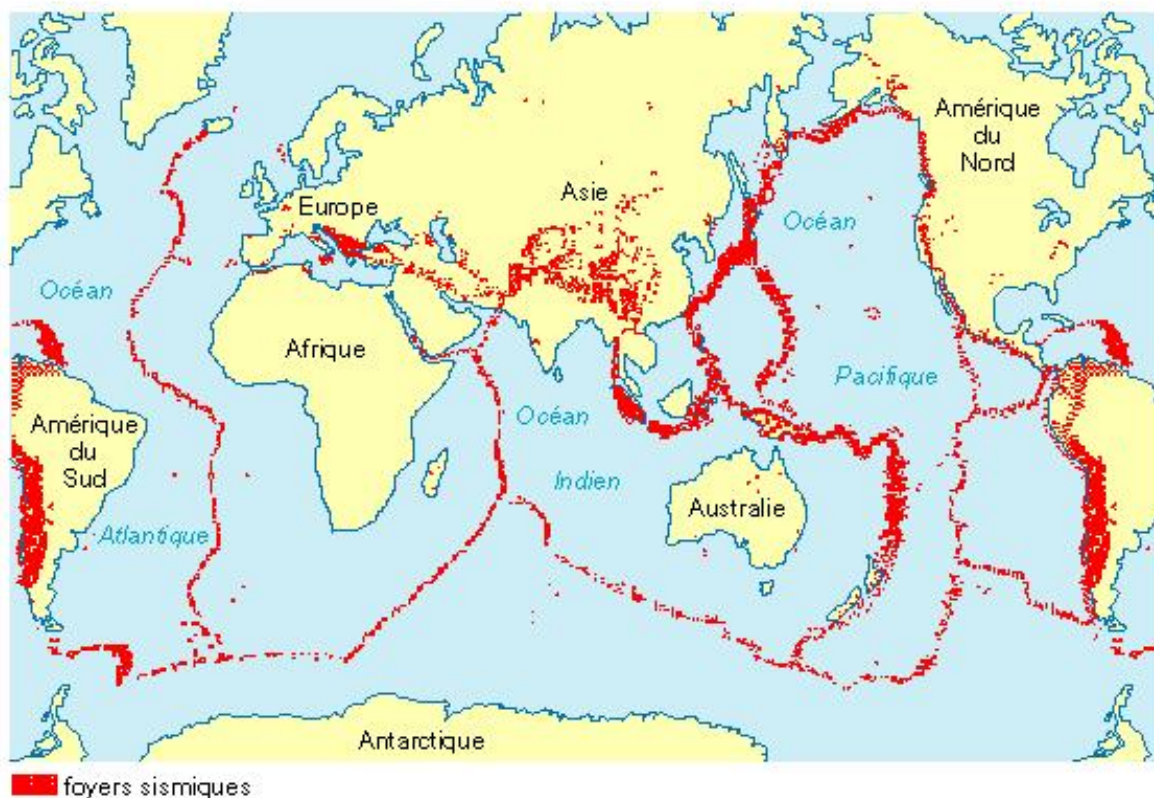 Amérique
du
Nord
Asie
Europe
Océan
Océan
Afrique
Pacifique
Océan
Amérique
du
Sud
Indien
Australie
Atlantique
Antarctique
foyers sismiques